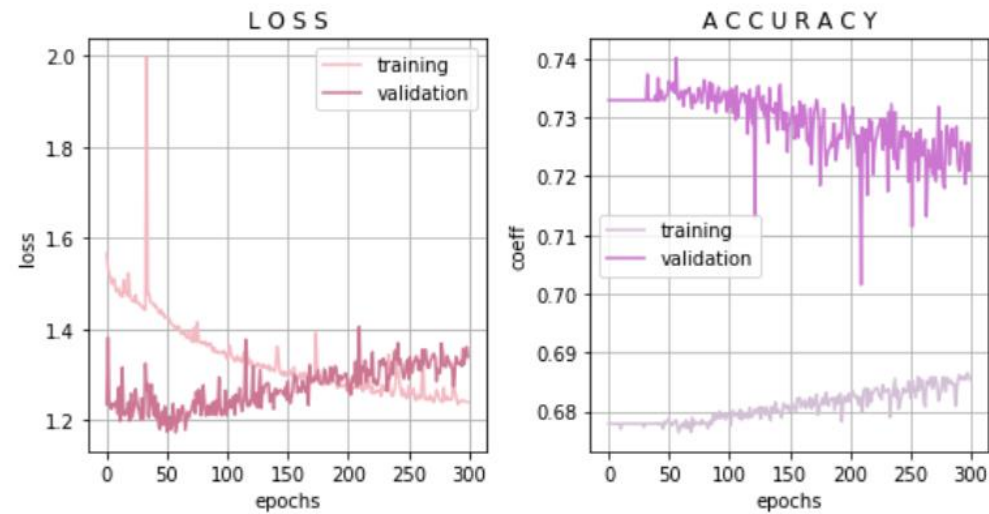 L O S S
2.0
1.8
1.6
1.4
1.2
loss
training
validation
0 50 100 150 200 250 300
epochs
A C C U R A C Y
0.74
0.73
0.72
0.71
0.70
0.69
0.68
coeff
training
validation
0 50 100 150 200 250 300
epochs